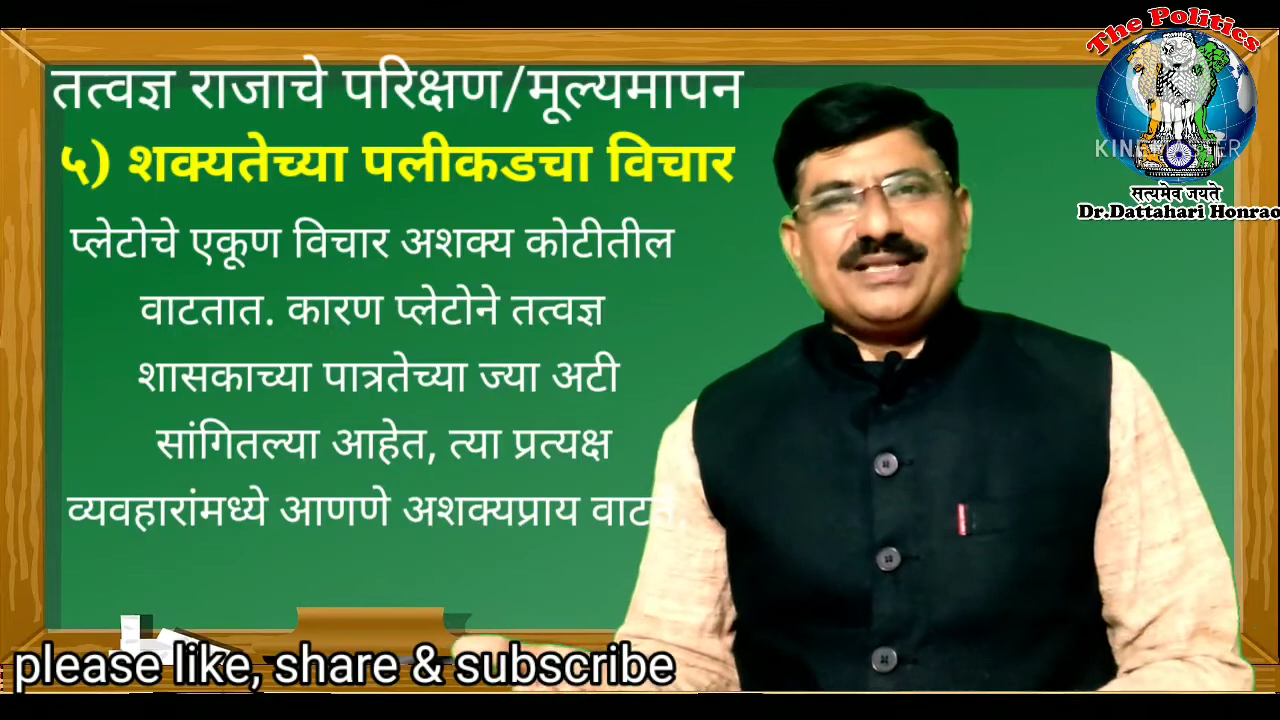 तत्वज्ञ राजाचे परिक्षण/मूल्यमापन
५) शक्यतेच्या पलीकडचा विचार
प्लेटोचे एकूण विचार अशक्य कोटीतील
वाटतात. कारण प्लेटोने तत्वज्ञ
शासकाच्या पात्रतेच्या ज्या अटी
सांगितल्या आहेत, त्या प्रत्यक्ष
व्यवहारांमध्ये आणणे अशक्यप्राय वाटते.
The Politics
सत्यमेव जयते
Dr.Dattahari Honrao
please like, share & subscribe